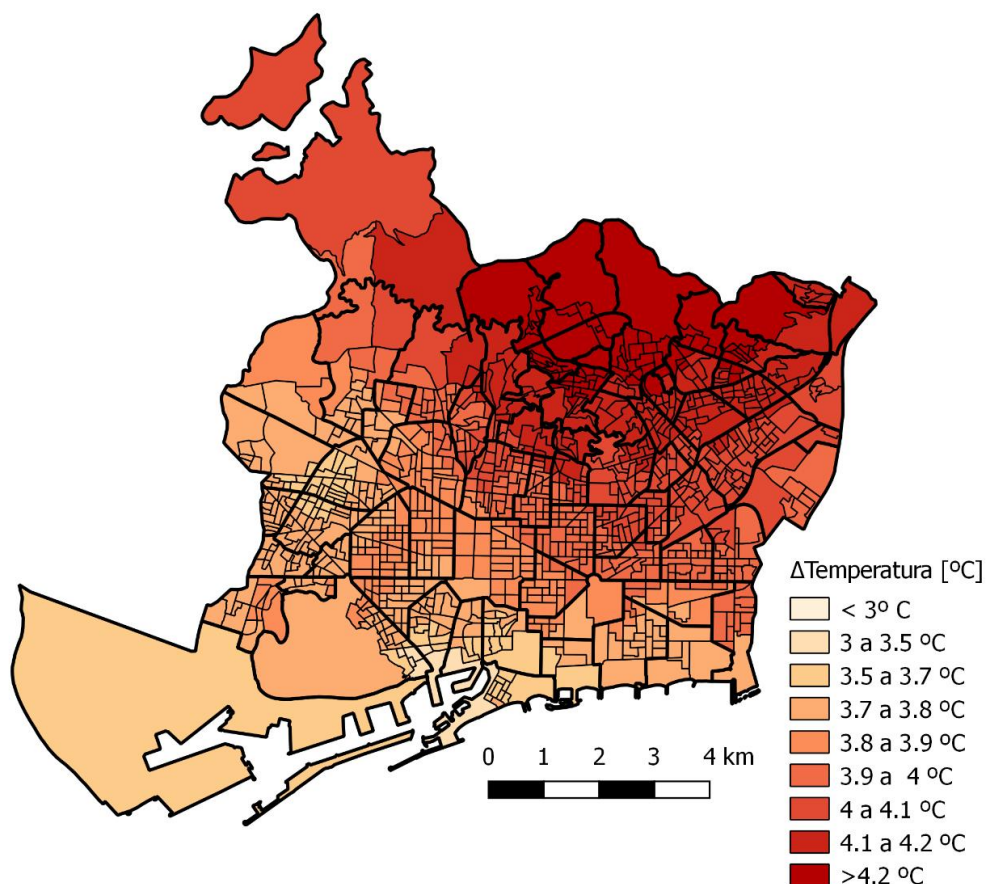 ΔTemperatura [ºC]
< 3º C
3 a 3.5 ºC
3.5 a 3.7 ºC
3.7 a 3.8 ºC
3.8 a 3.9 ºC
3.9 a  4 ºC
4 a 4.1 ºC
4.1 a 4.2 ºC
>4.2 ºC
0 1 2 3 4 km